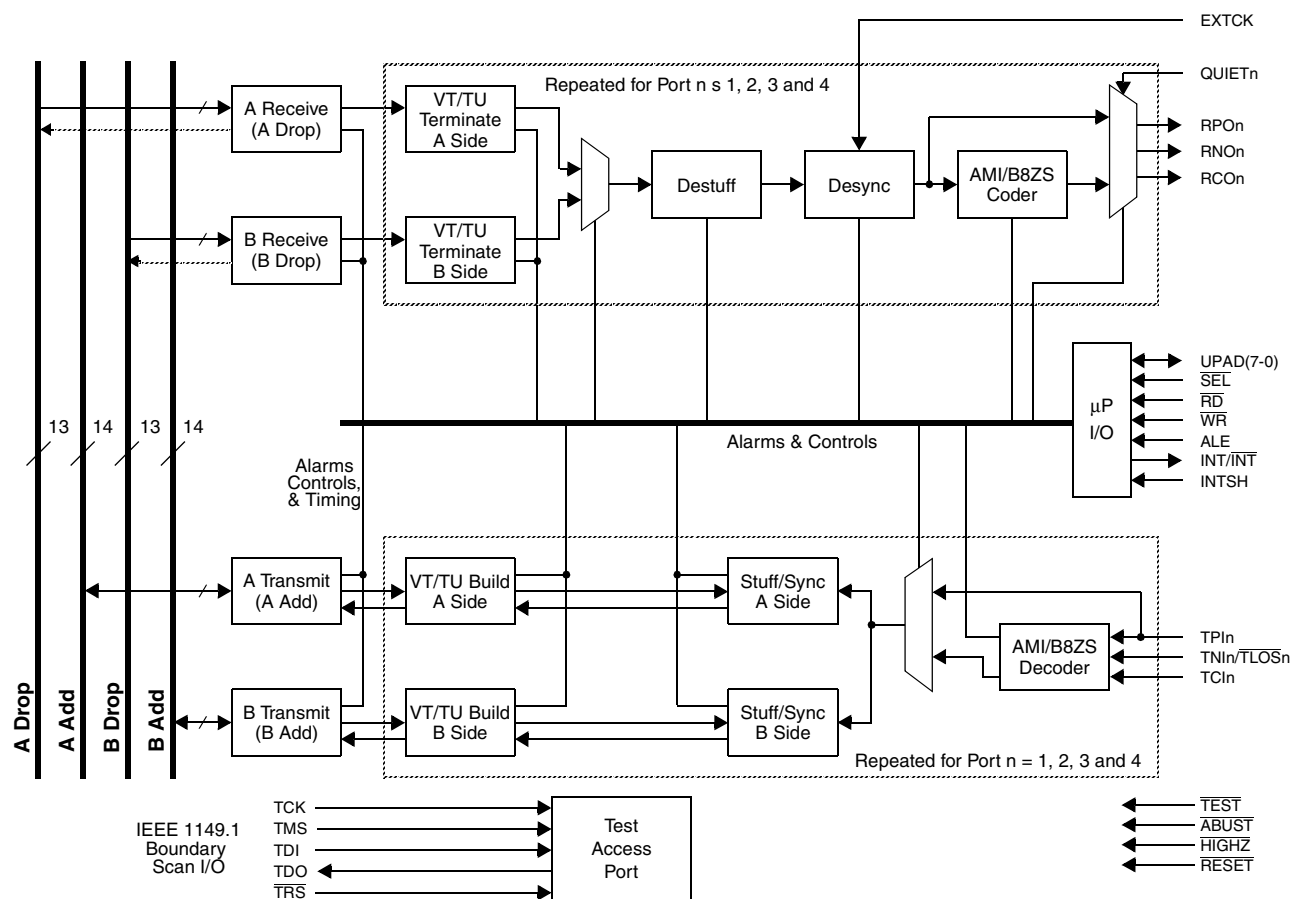 EXTCK
Repeated for Port n s 1, 2, 3 and 4
QUIETn
A Receive
(A Drop)
VT/TU
Terminate
A Side
RPOn
RNOn
RCOn
Destuff
Desync
AMI/B8ZS
Coder
B Receive
(B Drop)
VT/TU
Terminate
B Side
UPAD(7-0)
SEL
RD
WR
ALE
INT/INT
INTSH
µP
I/O
13
14
13
14
Alarms & Controls
Alarms
Controls,
& Timing
A Transmit
(A Add)
VT/TU Build
A Side
Stuff/Sync
A Side
AMI/B8ZS
Decoder
TPIn
TNIn/TLOSn
TCIn
A Drop
A Add
B Drop
B Add
B Transmit
(B Add)
VT/TU Build
B Side
Stuff/Sync
B Side
Repeated for Port n = 1, 2, 3 and 4
IEEE 1149.1
Boundary
Scan I/O
TCK
TMS
TDI
TDO
TRS
Test
Access
Port
TEST
ABUST
HIGHZ
RESET